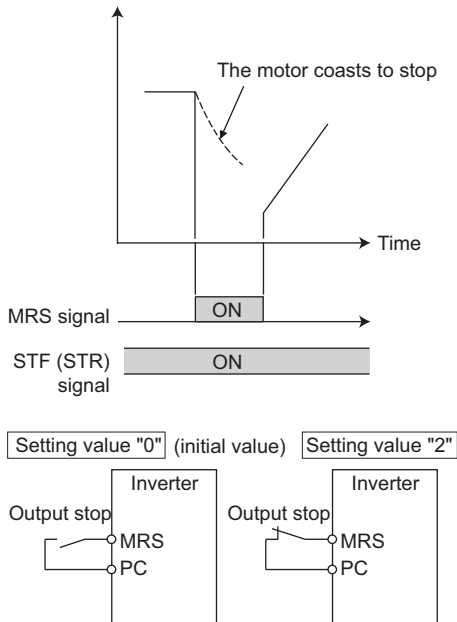 The motor coasts to stop
Time
MRS signal
ON
STF (STR)
signal
ON
Setting value "0" (initial value) Setting value "2"
Inverter Inverter
Output stop Output stop
MRS MRS
PC PC